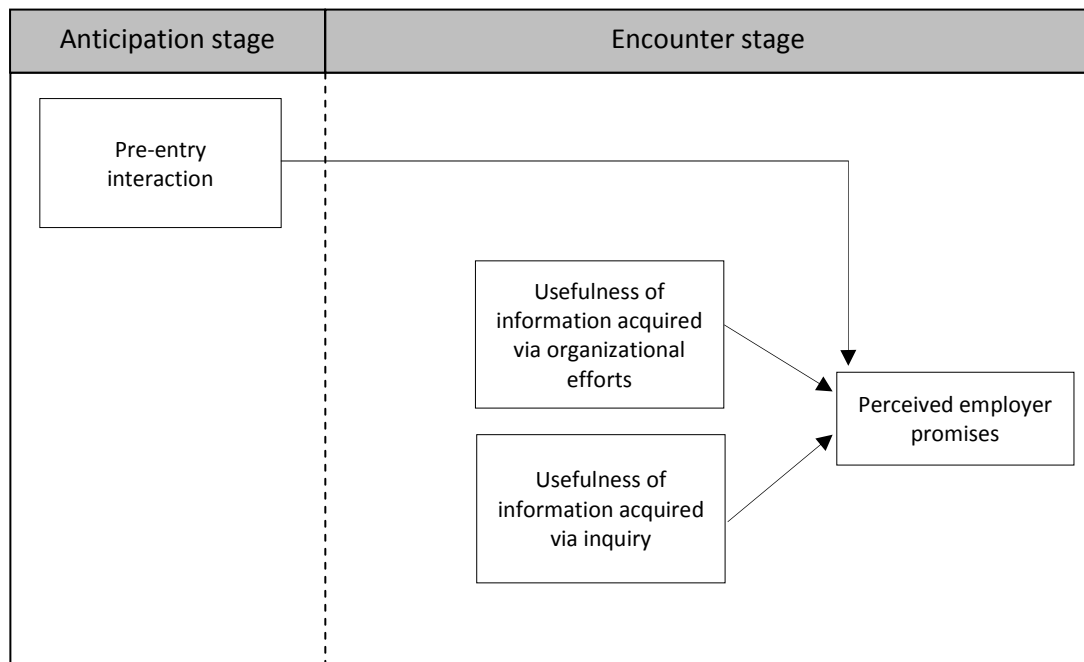 Anticipation stage
Encounter stage
Pre-entry
interaction
Usefulness of
information acquired
via organizational
efforts
Perceived employer
promises
Usefulness of
information acquired
via inquiry